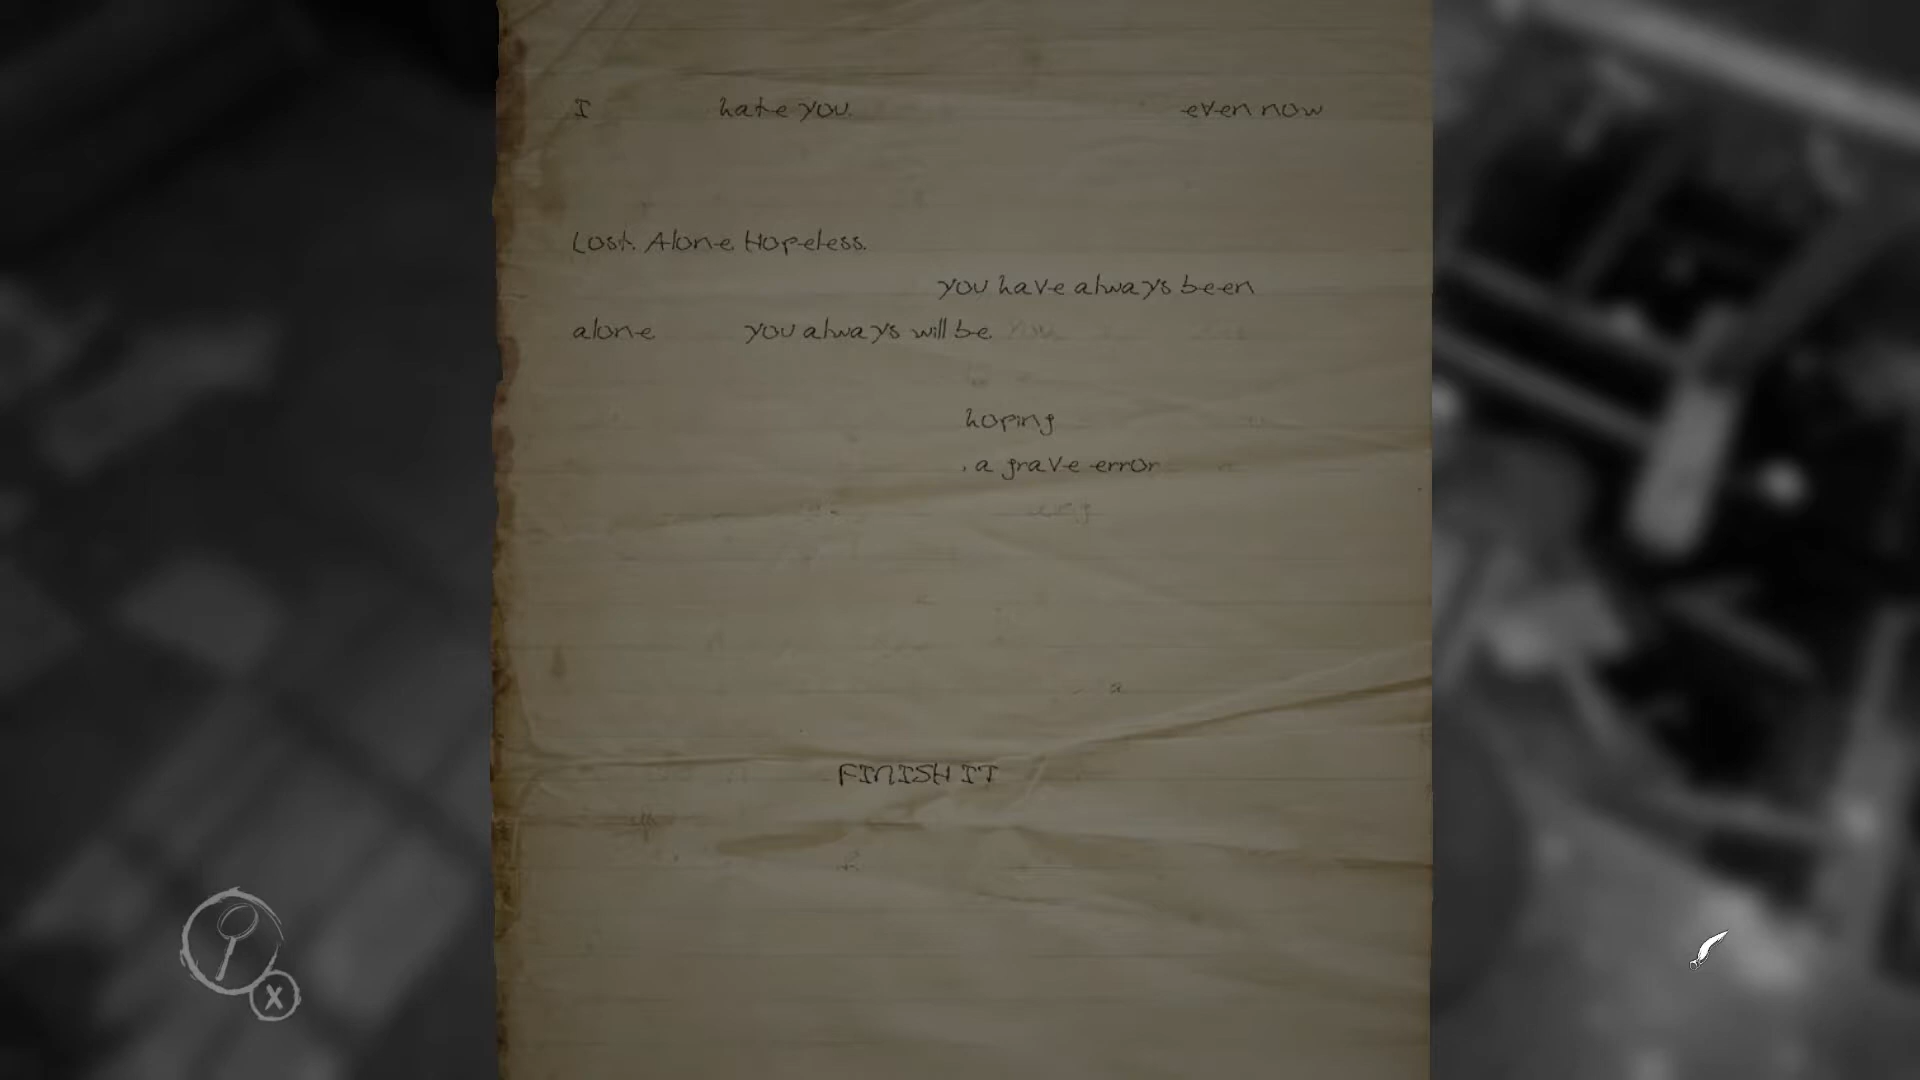 I hate you. even now
Lost. Alone. Hopeless.
you have always been
alone you always will be.
hoping
, a grave error
a
FINISH IT
X